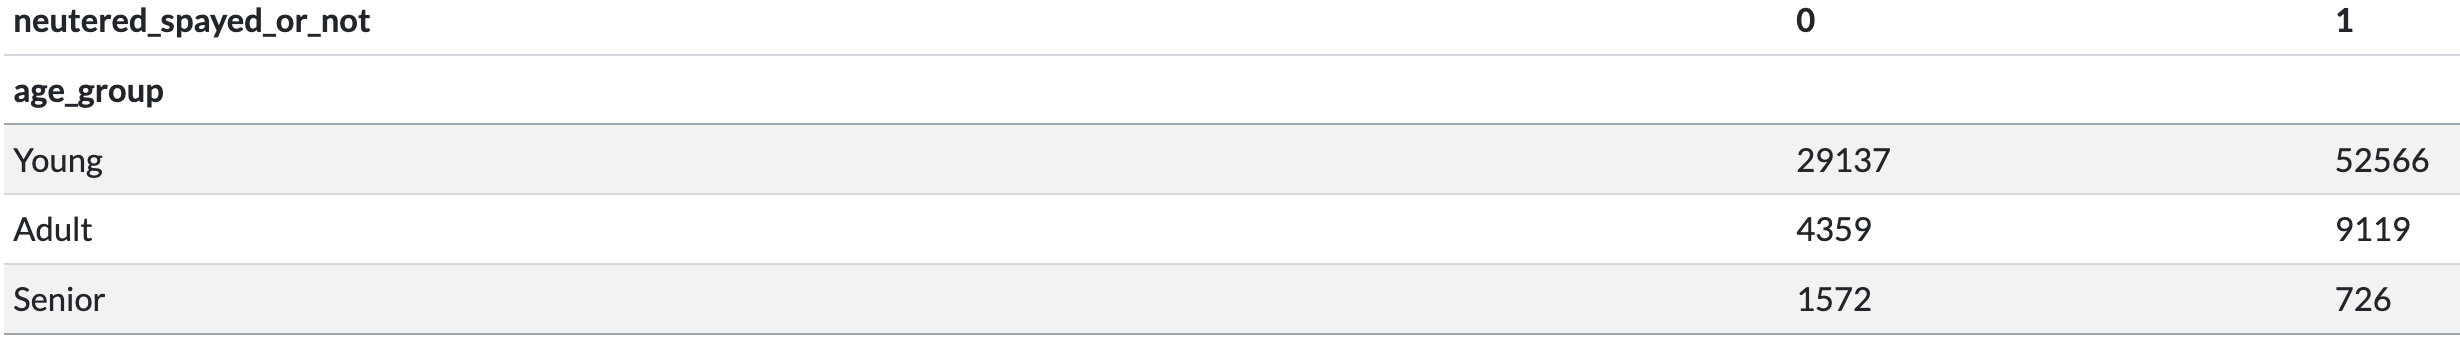 neutered_spayed_or_not 0 1
age_group
Young 29137 52566
Adult 4359 9119
Senior 1572 726